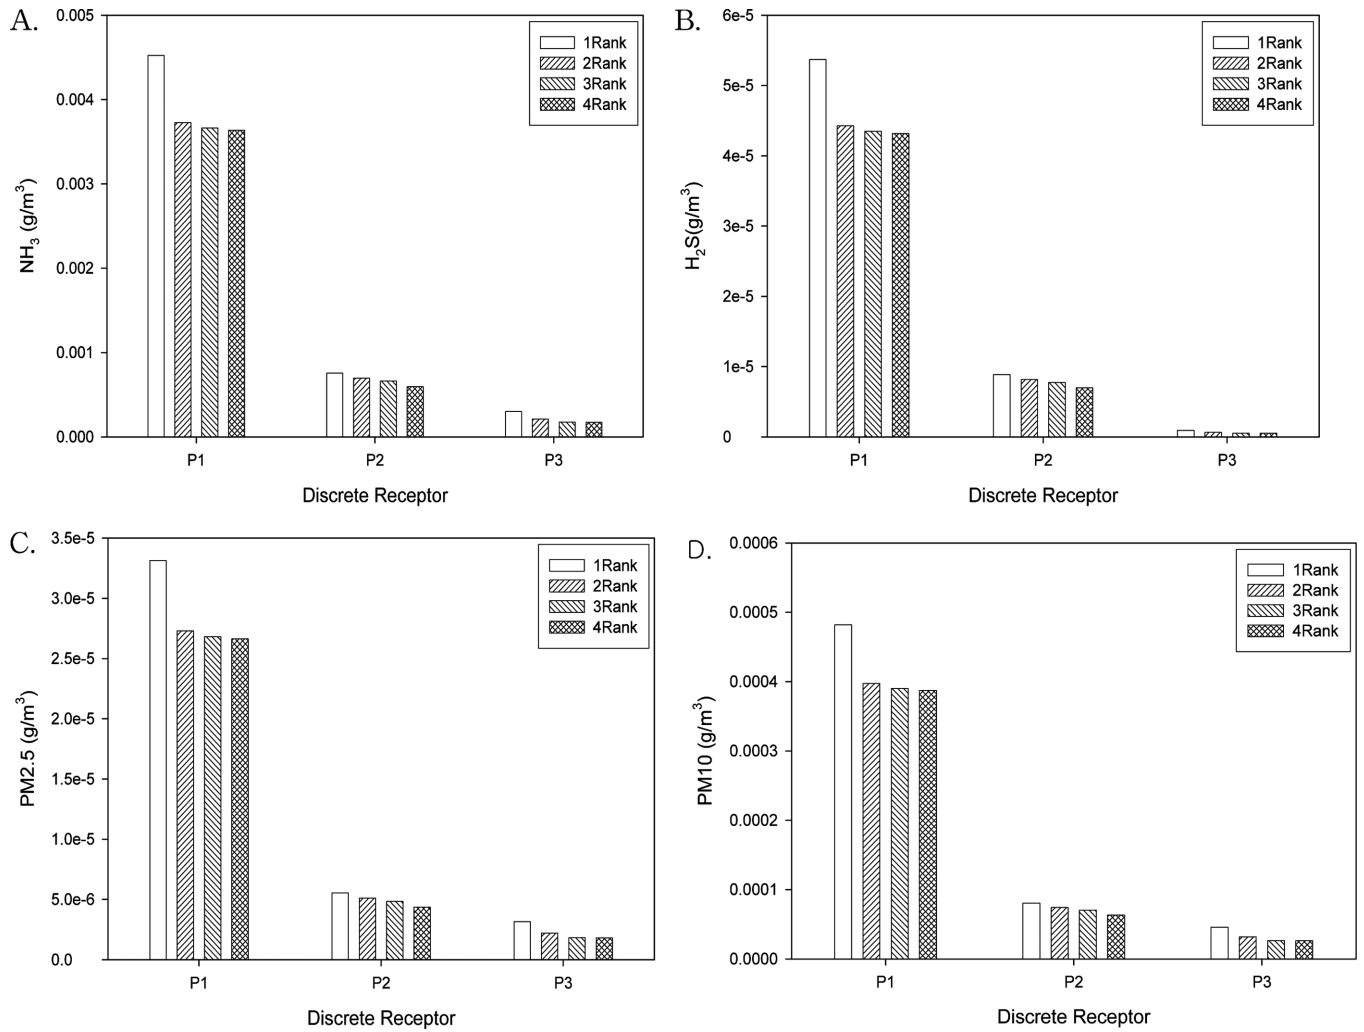 A.
0.005
0.004
0.003
0.002
0.001
0.000
NH3 (g/m3)
1Rank
2Rank
3Rank
4Rank
P1 P2 P3
Discrete Receptor
B.
6e-5
5e-5
4e-5
3e-5
2e-5
1e-5
0
H2S(g/m3)
1Rank
2Rank
3Rank
4Rank
P1 P2 P3
Discrete Receptor
C.
3.5e-5
3.0e-5
2.5e-5
2.0e-5
1.5e-5
1.0e-5
5.0e-6
0.0
PM2.5 (g/m3)
1Rank
2Rank
3Rank
4Rank
P1 P2 P3
Discrete Receptor
D.
0.0006
0.0005
0.0004
0.0003
0.0002
0.0001
0.0000
PM10 (g/m3)
1Rank
2Rank
3Rank
4Rank
P1 P2 P3
Discrete Receptor